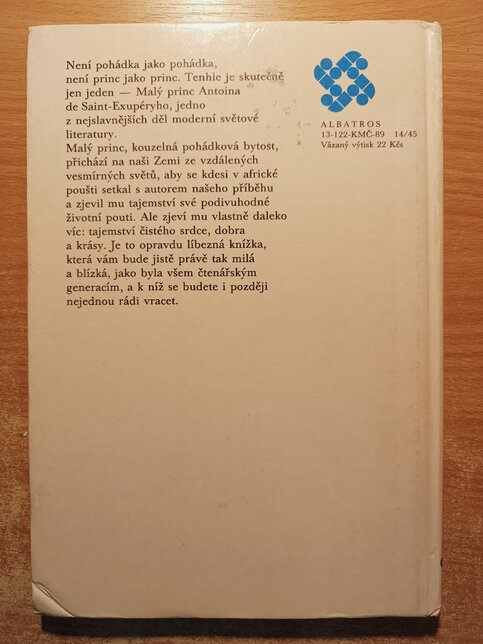 Není pohádka jako pohádka,
není princ jako princ. Tenhle je skutečně
jen jeden — Malý princ Antoina
de Saint-Exupéryho, jedno
z nejslavnějších děl moderní světové
literatury.
Malý princ, kouzelná pohádková bytost,
přichází na naši Zemi ze vzdálených
vesmírných světů, aby se kdesi v africké
poušti setkal s autorem našeho příběhu
a zjevil mu tajemství své podivuhodné
životní pouti. Ale zjeví mu vlastně daleko
víc: tajemství čistého srdce, dobra
a krásy. Je to opravdu líbezná knížka,
která vám bude jistě právě tak milá
a blízká, jako byla všem čtenářským
generacím, a k níž se budete i později
nejednou rádi vracet.
ALBATROS
13-122-KMČ-89 14/45
Vázaný výtisk 22 Kčs